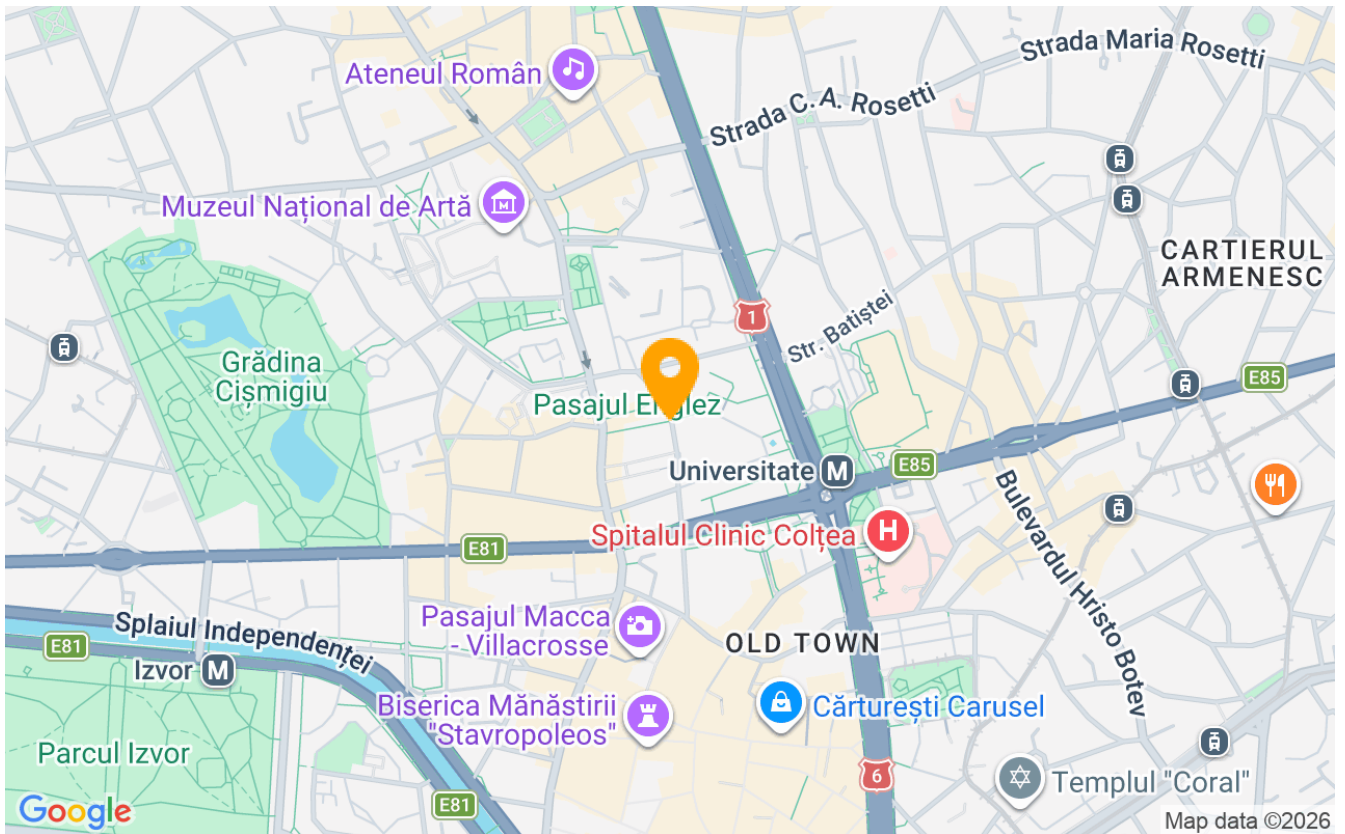 Strada Maria Rosetti
Ateneul Român
Strada C. A. Rosetti
Muzeul Național de Artă
CARTIERUL
ARMENESC
1
Str. Batiștei
Grădina
Cișmigiu
E85
Pasajul Englez
Universitate M
E85
Bulevardul Hristo Botev
E81
Spitalul Clinic Colțea
H
Splaiul Independenței
Pasajul Macca
- Villacrosse
E81
OLD TOWN
Izvor M
Biserica Mănăstirii
"Stavropoleos"
Cărturești Carusel
Parcul Izvor
6
Templul "Coral"
E81
Google
Map data ©2026